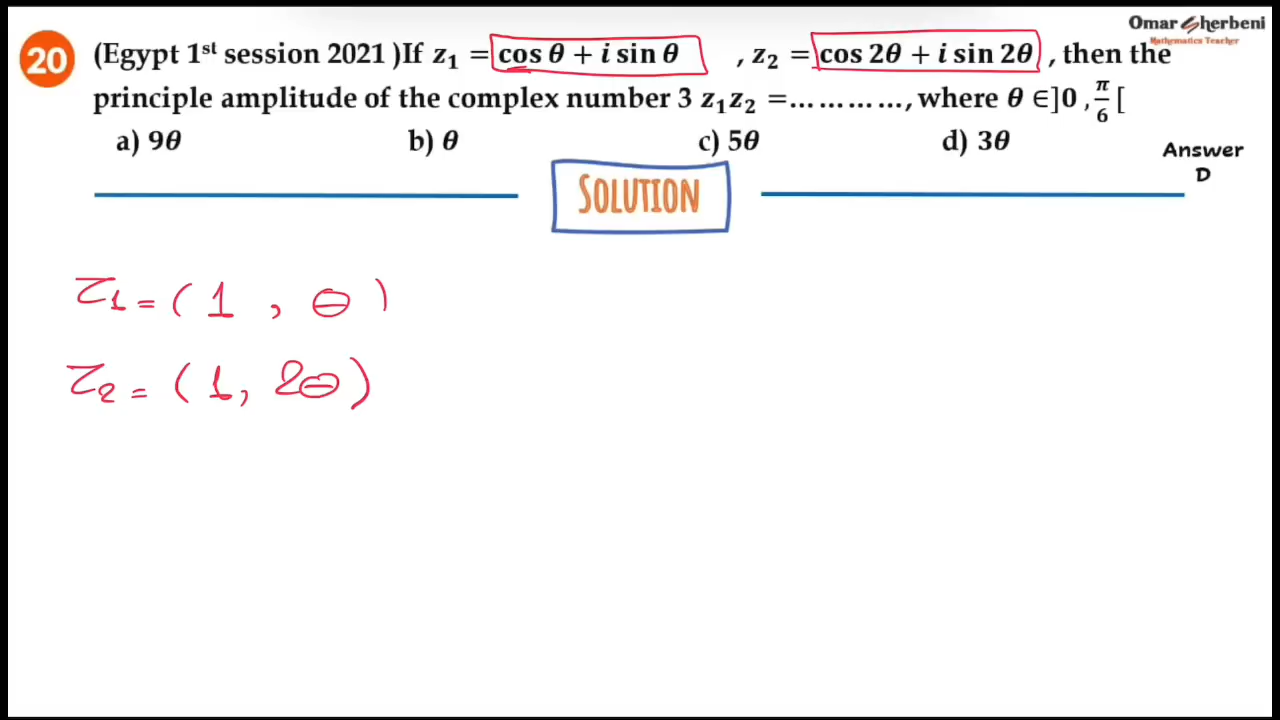 Omar Sherbeni
Mathematics Teacher
20 (Egypt 1st session 2021 )If z₁ = cos θ + i sin θ , z₂ = cos 2θ + i sin 2θ , then the
principle amplitude of the complex number 3 z₁z₂ =… … … …, where θ ∈]0 , π/6 [
a) 9θ b) θ c) 5θ d) 3θ
Answer
D
SOLUTION
Z₁ = ( 1 , θ )
Z₂ = ( 1, 2θ )